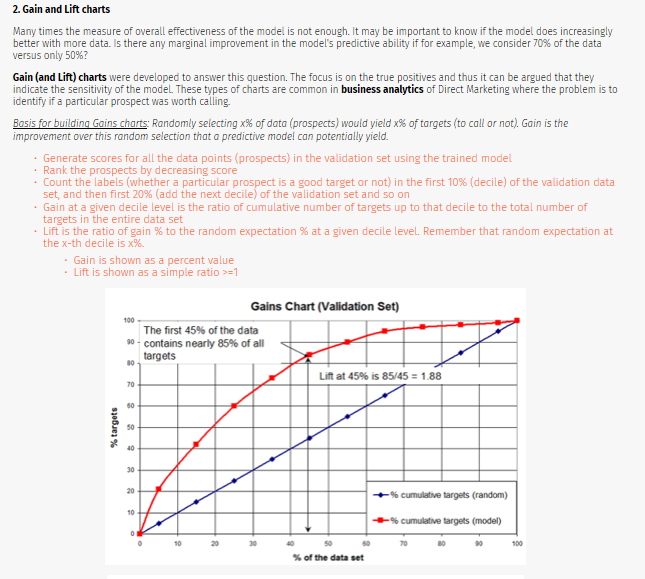 2. Gain and Lift charts
Many times the measure of overall effectiveness of the model is not enough. It may be important to know if the model does increasingly
better with more data. Is there any marginal improvement in the model's predictive ability if for example, we consider 70% of the data
versus only 50%?
Gain (and Lift) charts were developed to answer this question. The focus is on the true positives and thus it can be argued that they
indicate the sensitivity of the model. These types of charts are common in business analytics of Direct Marketing where the problem is to
identify if a particular prospect was worth calling.
Basis for building Gains charts: Randomly selecting x% of data (prospects) would yield x% of targets (to call or not). Gain is the
improvement over this random selection that a predictive model can potentially yield.
• Generate scores for all the data points (prospects) in the validation set using the trained model
• Rank the prospects by decreasing score
• Count the labels (whether a particular prospect is a good target or not) in the first 10% (decile) of the validation data
set, and then first 20% (add the next decile) of the validation set and so on
• Gain at a given decile level is the ratio of cumulative number of targets up to that decile to the total number of
targets in the entire data set
• Lift is the ratio of gain % to the random expectation % at a given decile level. Remember that random expectation at
the x-th decile is x%.
• Gain is shown as a percent value
• Lift is shown as a simple ratio >=1
Gains Chart (Validation Set)
The first 45% of the data
contains nearly 85% of all
targets
Lift at 45% is 85/45 = 1.88
% targets
100
90
80
70
60
50
40
30
20
10
0
% cumulative targets (random)
% cumulative targets (model)
0 10 20 30 40 50 60 70 80 90 100
% of the data set